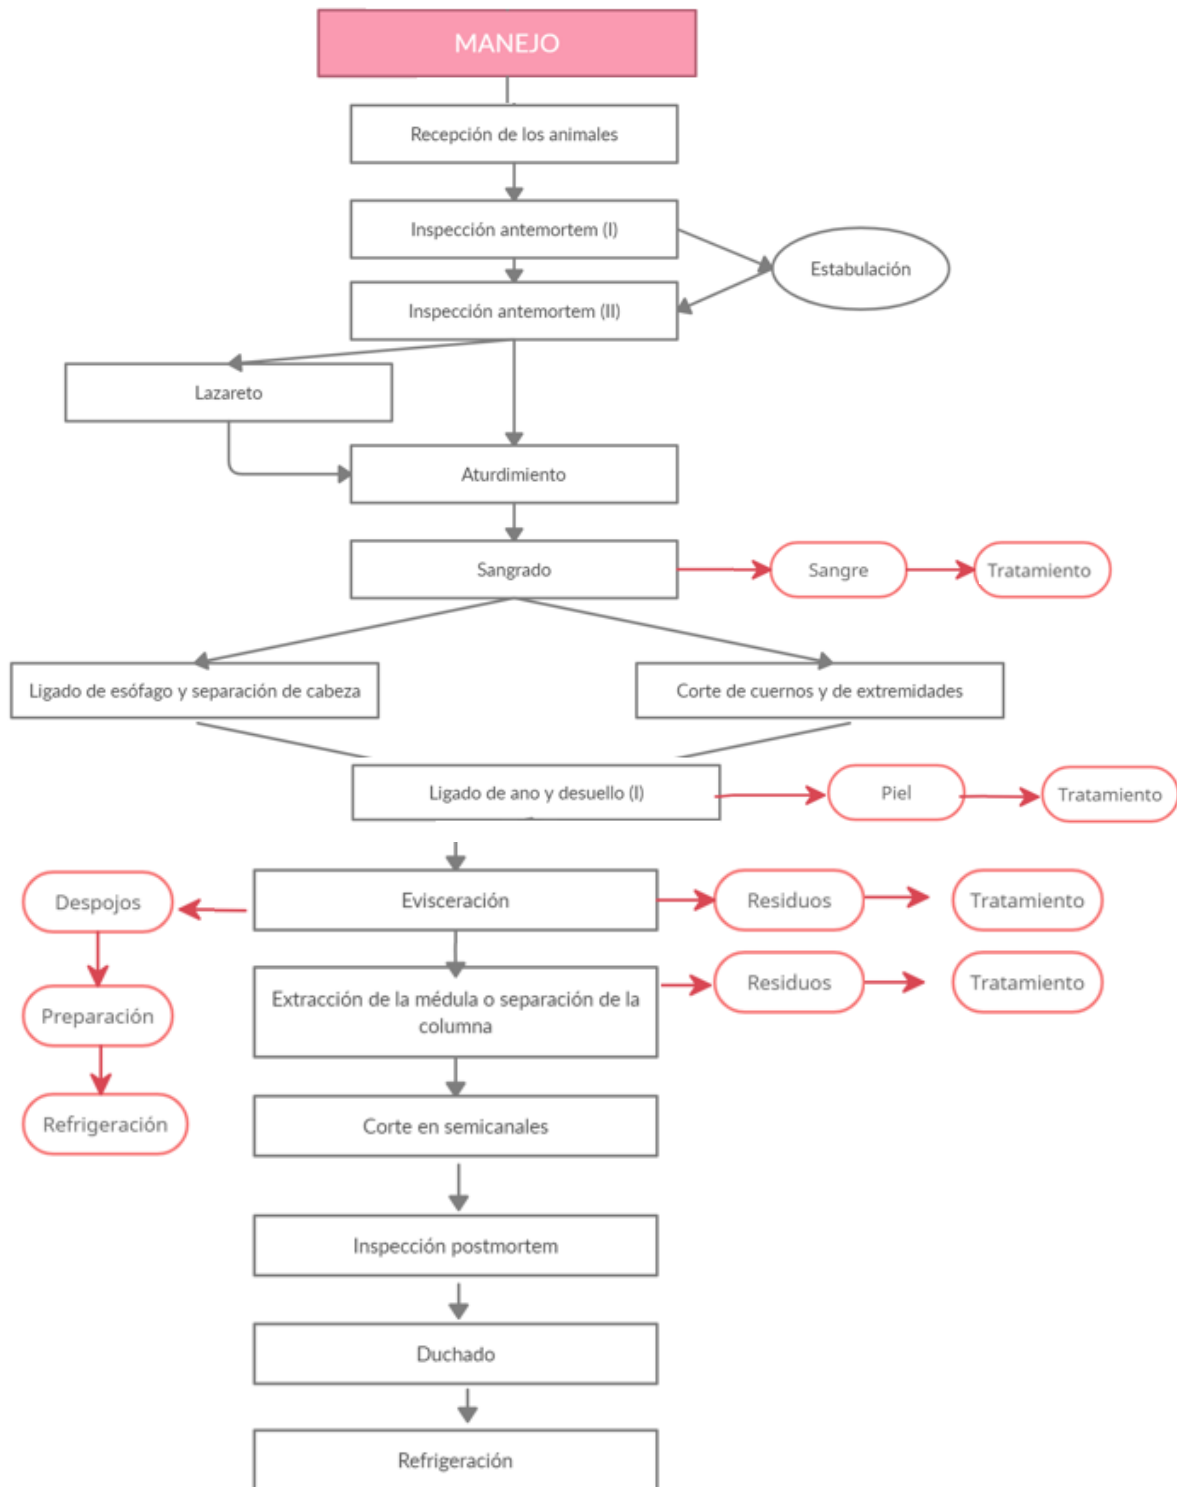 MANEJO
Recepción de los animales
Inspección antemortem (I)
Estabulación
Inspección antemortem (II)
Lazareto
Aturdimiento
Sangrado
Sangre
Tratamiento
Ligado de esófago y separación de cabeza
Corte de cuernos y de extremidades
Ligado de ano y desuello (I)
Piel
Tratamiento
Despojos
Evisceración
Residuos
Tratamiento
Preparación
Extracción de la médula o separación de la
columna
Residuos
Tratamiento
Refrigeración
Corte en semicanales
Inspección postmortem
Duchado
Refrigeración